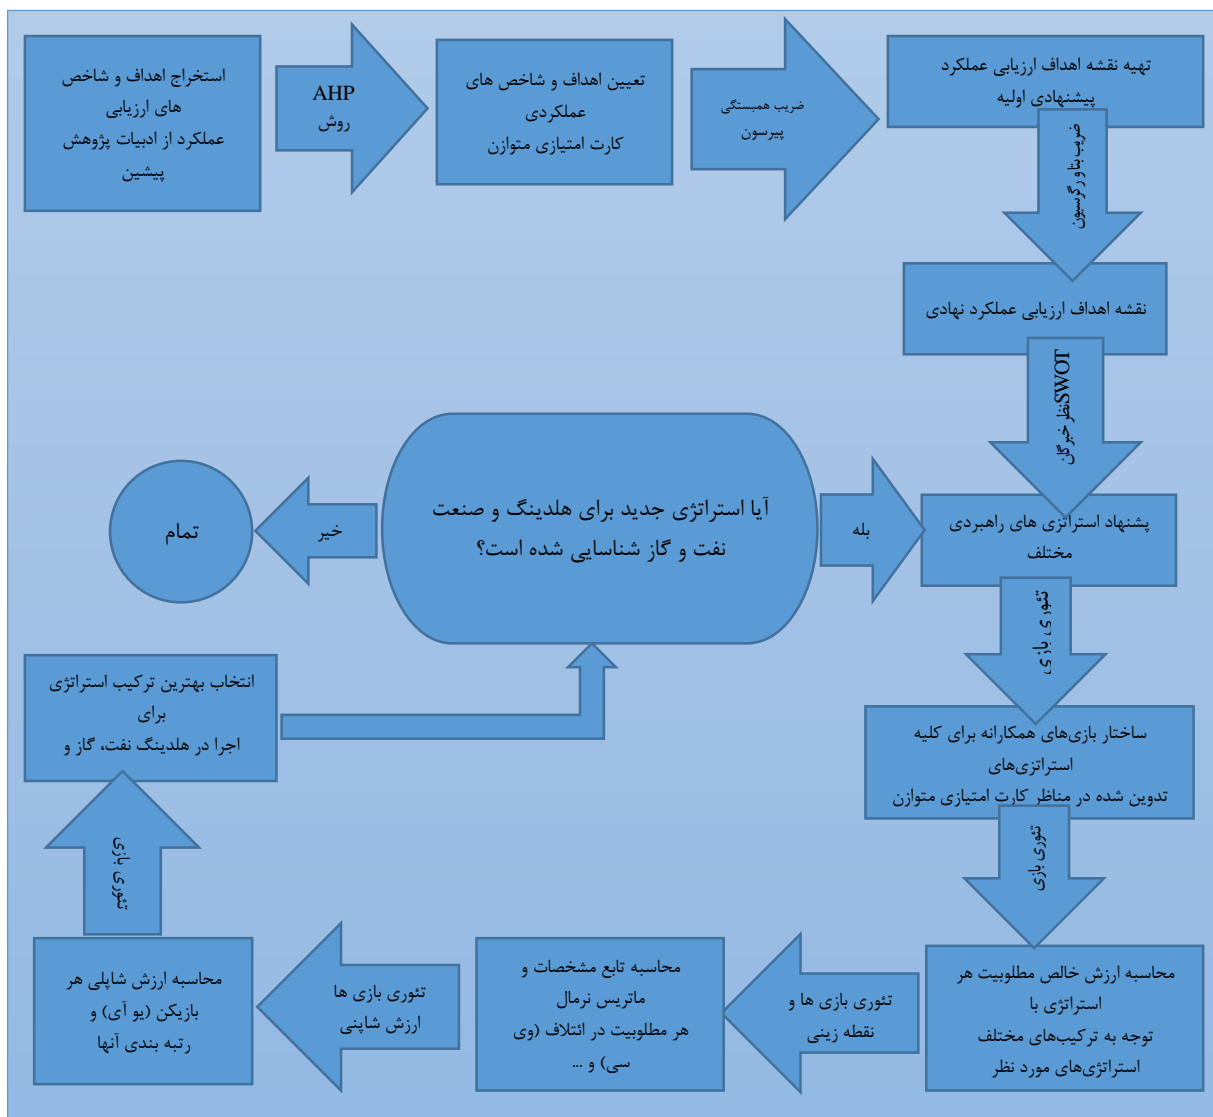 استخراج اهداف و شاخص
های ارزیابی
عملکرد از ادبیات پژوهش
پیشین
AHP
روش
تعیین اهداف و شاخص های
عملکردی
کارت امتیازی متوازن
ضریب همبستگی
پیرسون
تهیه نقشه اهداف ارزیابی عملکرد
پیشنهادی اولیه
ضریب بتا و رگرسیون
نقشه اهداف ارزیابی عملکرد نهادی
SWOTنظر خبرگان
پشنهاد استراتژی های راهبردی
مختلف
تئوری بازی
ساختار بازی‌های همکارانه برای کلیه
استراتژی‌های
تدوین شده در مناظر کارت امتیازی متوازن
تئوری بازی
محاسبه ارزش خالص مطلوبیت هر
استراتژی با
توجه به ترکیب‌های مختلف
استراتژی‌های مورد نظر
تئوری بازی ها و
نقطه زینی
محاسبه تابع مشخصات و
ماتریس نرمال
هر مطلوبیت در ائتلاف (وی
سی) و ...
تئوری بازی ها
ارزش شاپنی
محاسبه ارزش شاپلی هر
بازیکن (یو آی) و
رتبه بندی آنها
تئوری بازی
انتخاب بهترین ترکیب استراتژی
برای
اجرا در هلدینگ نفت، گاز و
آیا استراتژی جدید برای هلدینگ و صنعت
نفت و گاز شناسایی شده است؟
بله
خیر
تمام